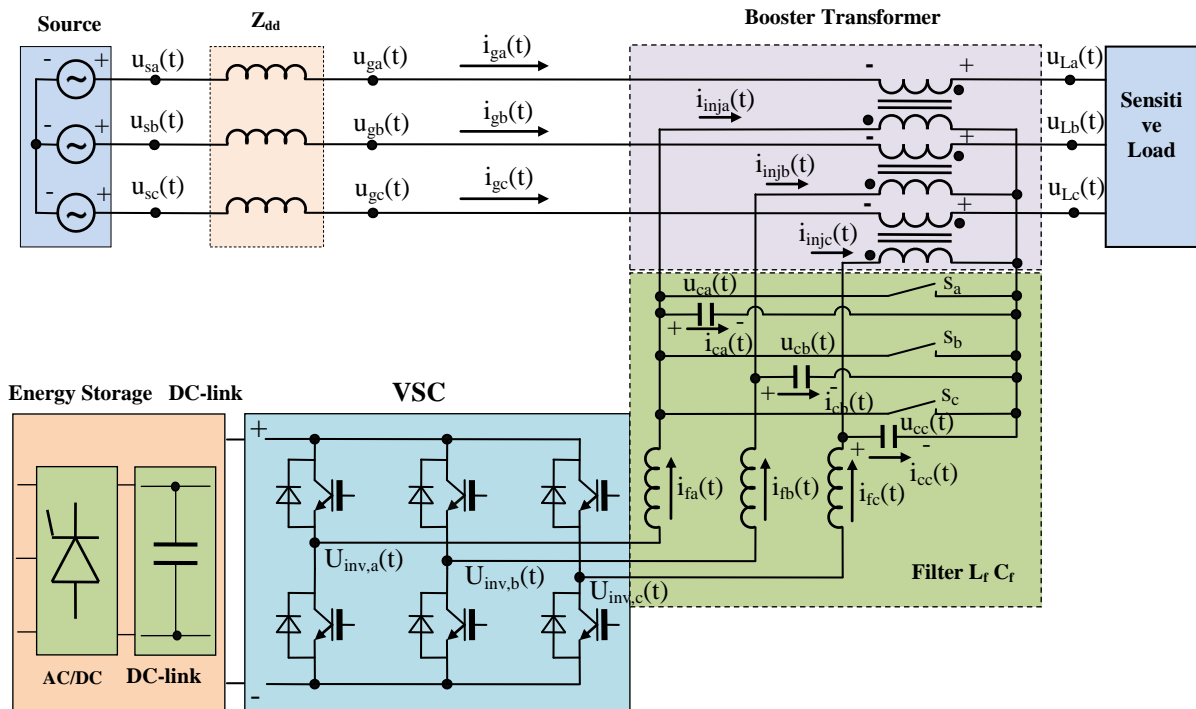 Source
Z_dd
Booster Transformer
- + u_sa(t) u_ga(t) i_ga(t) - + u_La(t)
~
i_inja(t)
Sensiti
ve
Load
- + u_sb(t) u_gb(t) i_gb(t) - + u_Lb(t)
~
i_injb(t)
- + u_sc(t) u_gc(t) i_gc(t) - + u_Lc(t)
~
i_injc(t)
u_ca(t) s_a
+ -
i_ca(t) u_cb(t) s_b
+ -
i_cb(t) s_c
u_cc(t)
+ -
i_cc(t)
i_fa(t) i_fb(t) i_fc(t)
Filter L_f C_f
Energy Storage DC-link
VSC
+
U_inv,a(t)
U_inv,b(t)
U_inv,c(t)
AC/DC
DC-link
-